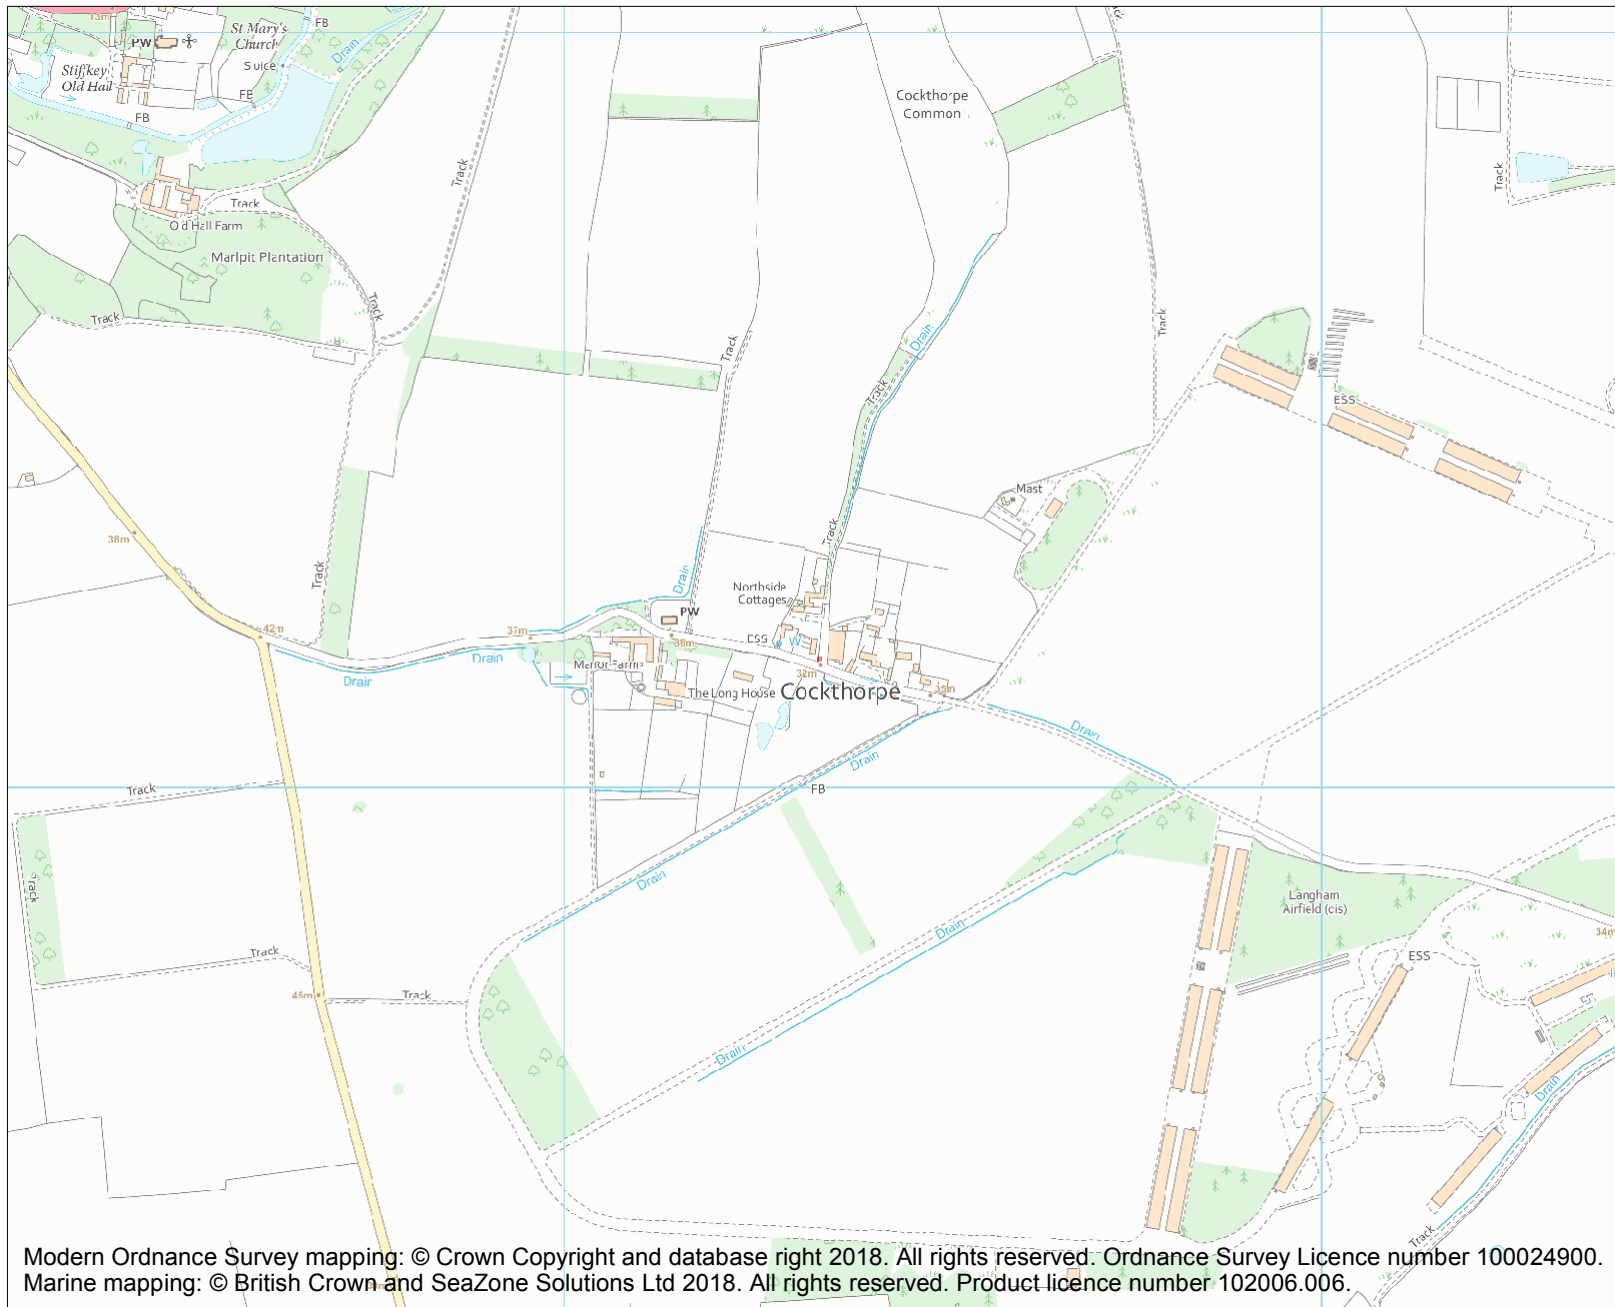 13m
FB
St Mary's
Church
PW
Sluice
Drain
Stiffkey
Old Hall
FB
FB
Track
Track
Old Hall Farm
Marlpit Plantation
Track
Track
Cockthorpe
Common
Track
Track
Track
Track
Drain
Track
ESS
38m
Track
Mast
Track
Drain
Northside
Cottages
PW
42m
37m
38m
ESS
W
Drain
Drain
Manor Farm
The Long House
32m
Cockthorpe
35m
Drain
Drain
FB
Track
Track
Drain
Drain
Langham
Airfield (dis)
34m
ESS
Track
45m
Track
Drain
Drain
Track
Modern Ordnance Survey mapping: © Crown Copyright and database right 2018. All rights reserved. Ordnance Survey Licence number 100024900.
Marine mapping: © British Crown and SeaZone Solutions Ltd 2018. All rights reserved. Product licence number 102006.006.